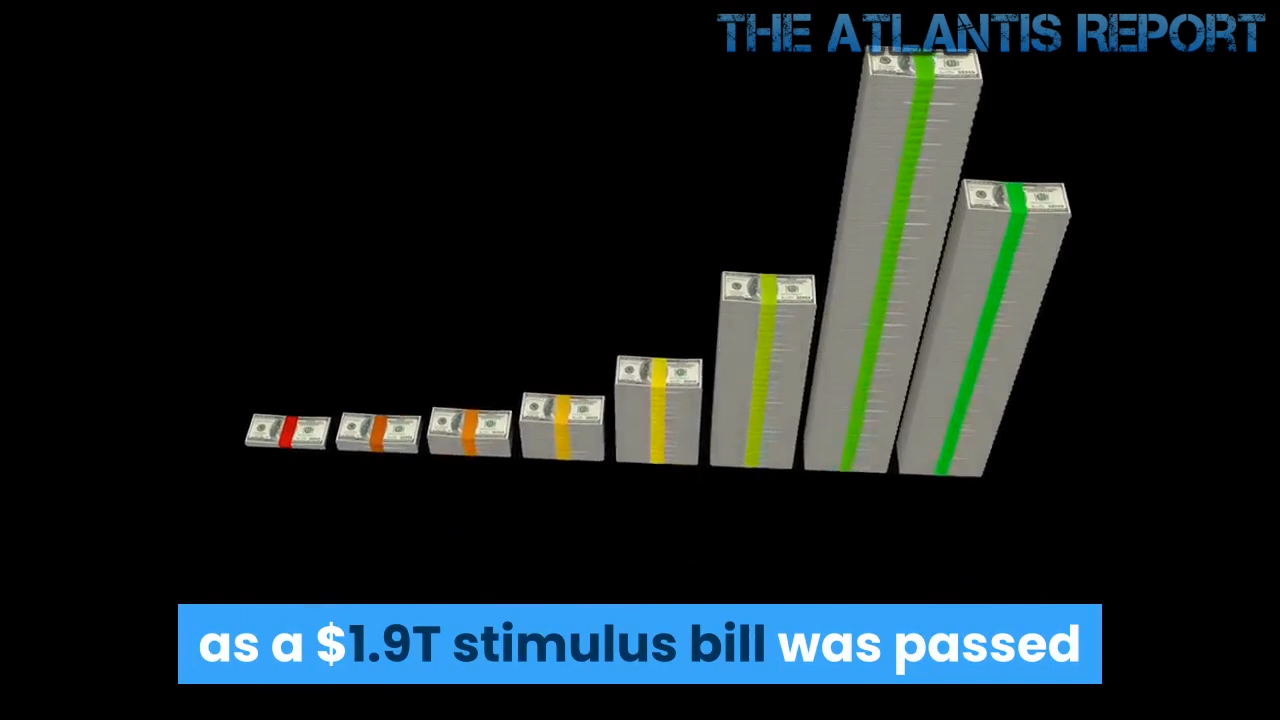 THE ATLANTIS REPORT
as a $1.9T stimulus bill was passed